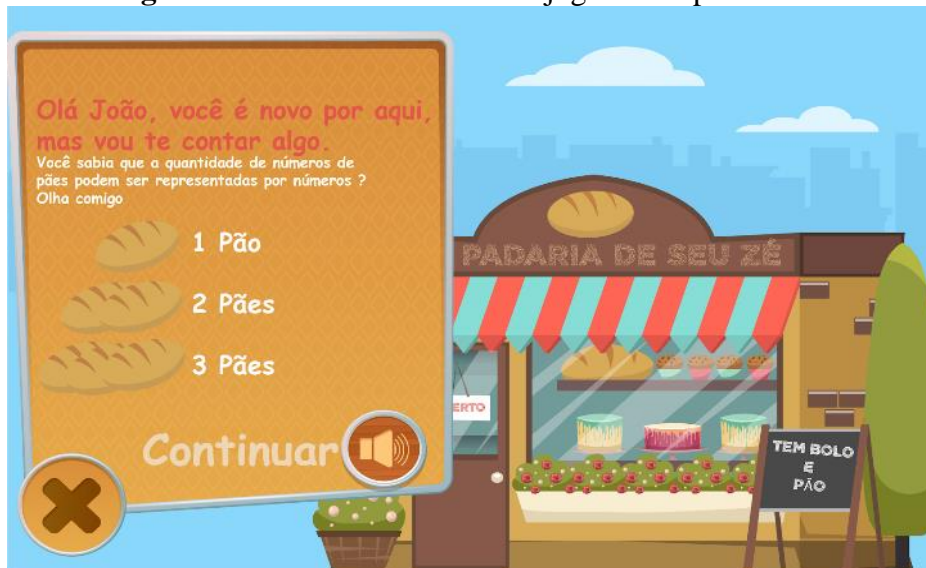 Olá João, você é novo por aqui,
mas vou te contar algo.
Você sabia que a quantidade de números de
pães podem ser representadas por números ?
Olha comigo
1 Pão
2 Pães
3 Pães
Continuar
PADARIA DE SEU ZÉ
ERTO
TEM BOLO
E
PÃO